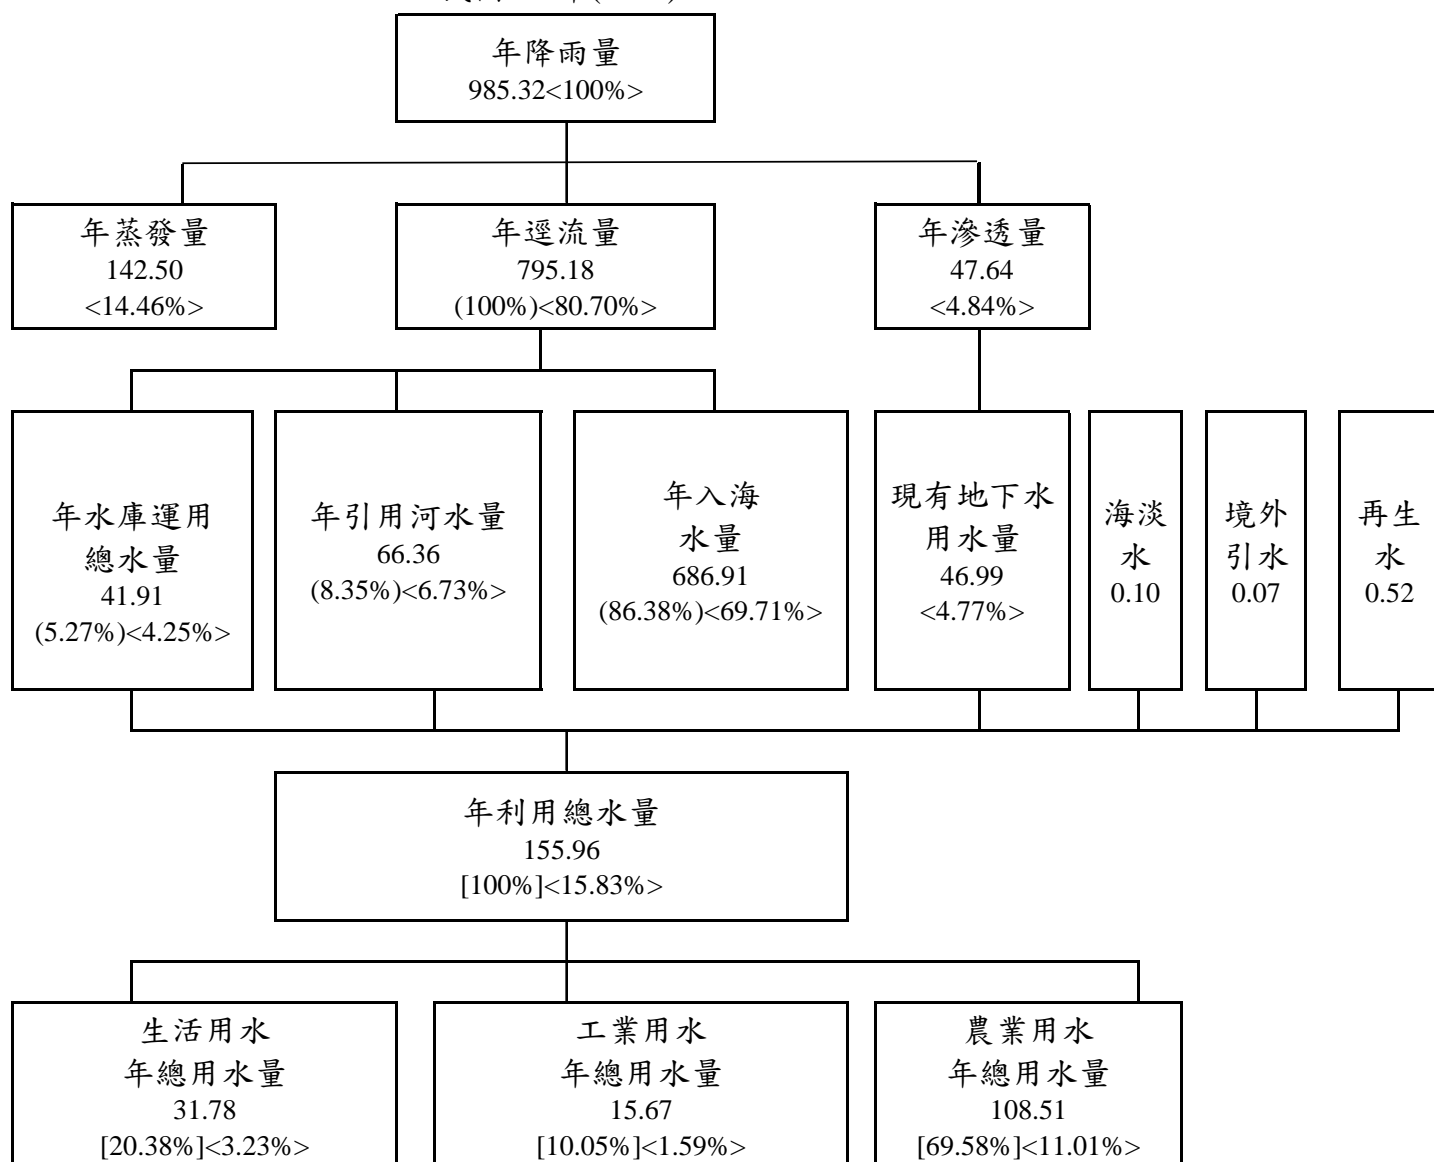 年降雨量
985.32<100%>
年蒸發量
142.50
<14.46%>
年逕流量
795.18
(100%)<80.70%>
年滲透量
47.64
<4.84%>
年水庫運用
總水量
41.91
(5.27%)<4.25%>
年引用河水量
66.36
(8.35%)<6.73%>
年入海
水量
686.91
(86.38%)<69.71%>
現有地下水
用水量
46.99
<4.77%>
海淡
水
0.10
境外
引水
0.07
再生
水
0.52
年利用總水量
155.96
[100%]<15.83%>
生活用水
年總用水量
31.78
[20.38%]<3.23%>
工業用水
年總用水量
15.67
[10.05%]<1.59%>
農業用水
年總用水量
108.51
[69.58%]<11.01%>